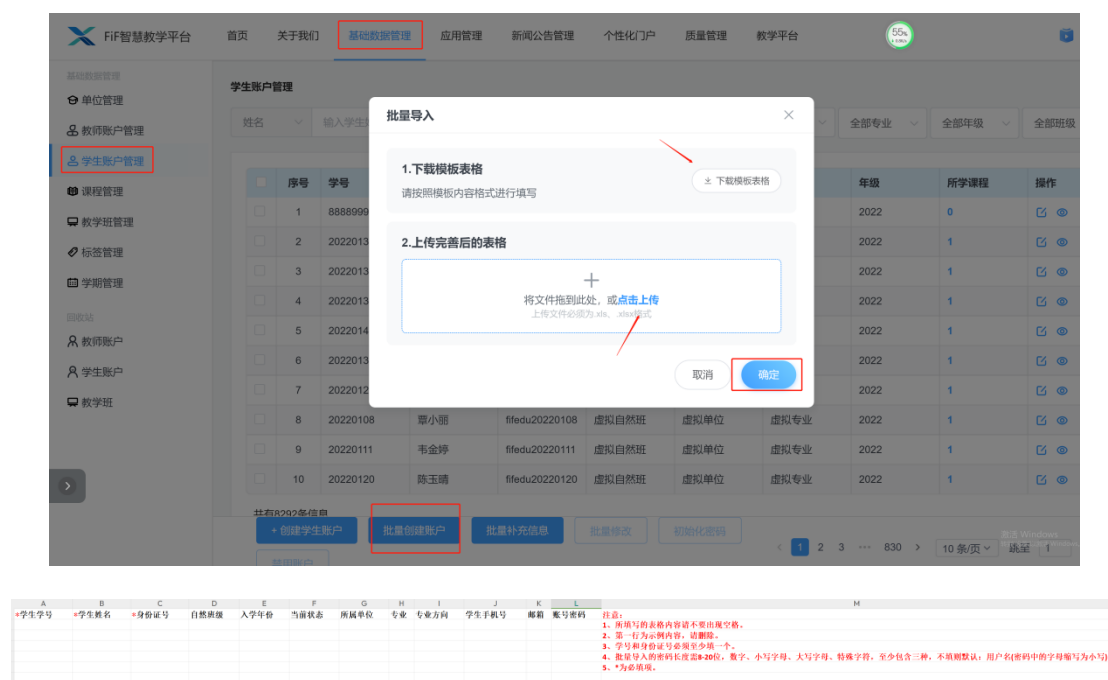 FiF智慧教学平台 首页 关于我们 基础数据管理 应用管理 新闻公告管理 个性化门户 质量管理 教学平台 55%
基础数据管理
单位管理
教师账户管理
学生账户管理
课程管理
教学班管理
标签管理
学期管理
回收站
教师账户
学生账户
教学班
学生账户管理
姓名 输入学生 全部专业 全部年级 全部班级
批量导入
1.下载模板表格
请按照模板内容格式进行填写
下载模板表格
2.上传完善后的表格
将文件拖到此处，或点击上传
上传文件必须为.xls、.xlsx格式
取消 确定
序号 学号 年级 所学课程 操作
1 8888999 2022 0
2 2022013 2022 1
3 2022013 2022 1
4 2022013 2022 1
5 2022014 2022 1
6 2022013 2022 1
7 2022012 2022 1
8 20220108 覃小丽 fifedu20220108 虚拟自然班 虚拟单位 虚拟专业 2022 1
9 20220111 韦金婷 fifedu20220111 虚拟自然班 虚拟单位 虚拟专业 2022 1
10 20220120 陈玉晴 fifedu20220120 虚拟自然班 虚拟单位 虚拟专业 2022 1
共有8292条信息
+ 创建学生账户 批量创建账户 批量补充信息 批量修改 初始化密码
禁用账户
1 2 3 ··· 830 10 条/页 跳至 1
激活 Windows
A B C D E F G H I J K L M
*学生学号 *学生姓名 *身份证号 自然班级 入学年份 当前状态 所属单位 专业 专业方向 学生手机号 邮箱 账号密码 注意：
1、所填写的表格内容请不要出现空格。
2、第一行为示例内容，请删除。
3、学号和身份证号必须至少填一个。
4、批量导入的密码长度需8-20位，数字、小写字母、大写字母、特殊字符，至少包含三种，不填则默认：用户名(密码中的字母缩写为小写)
5、*为必填项。